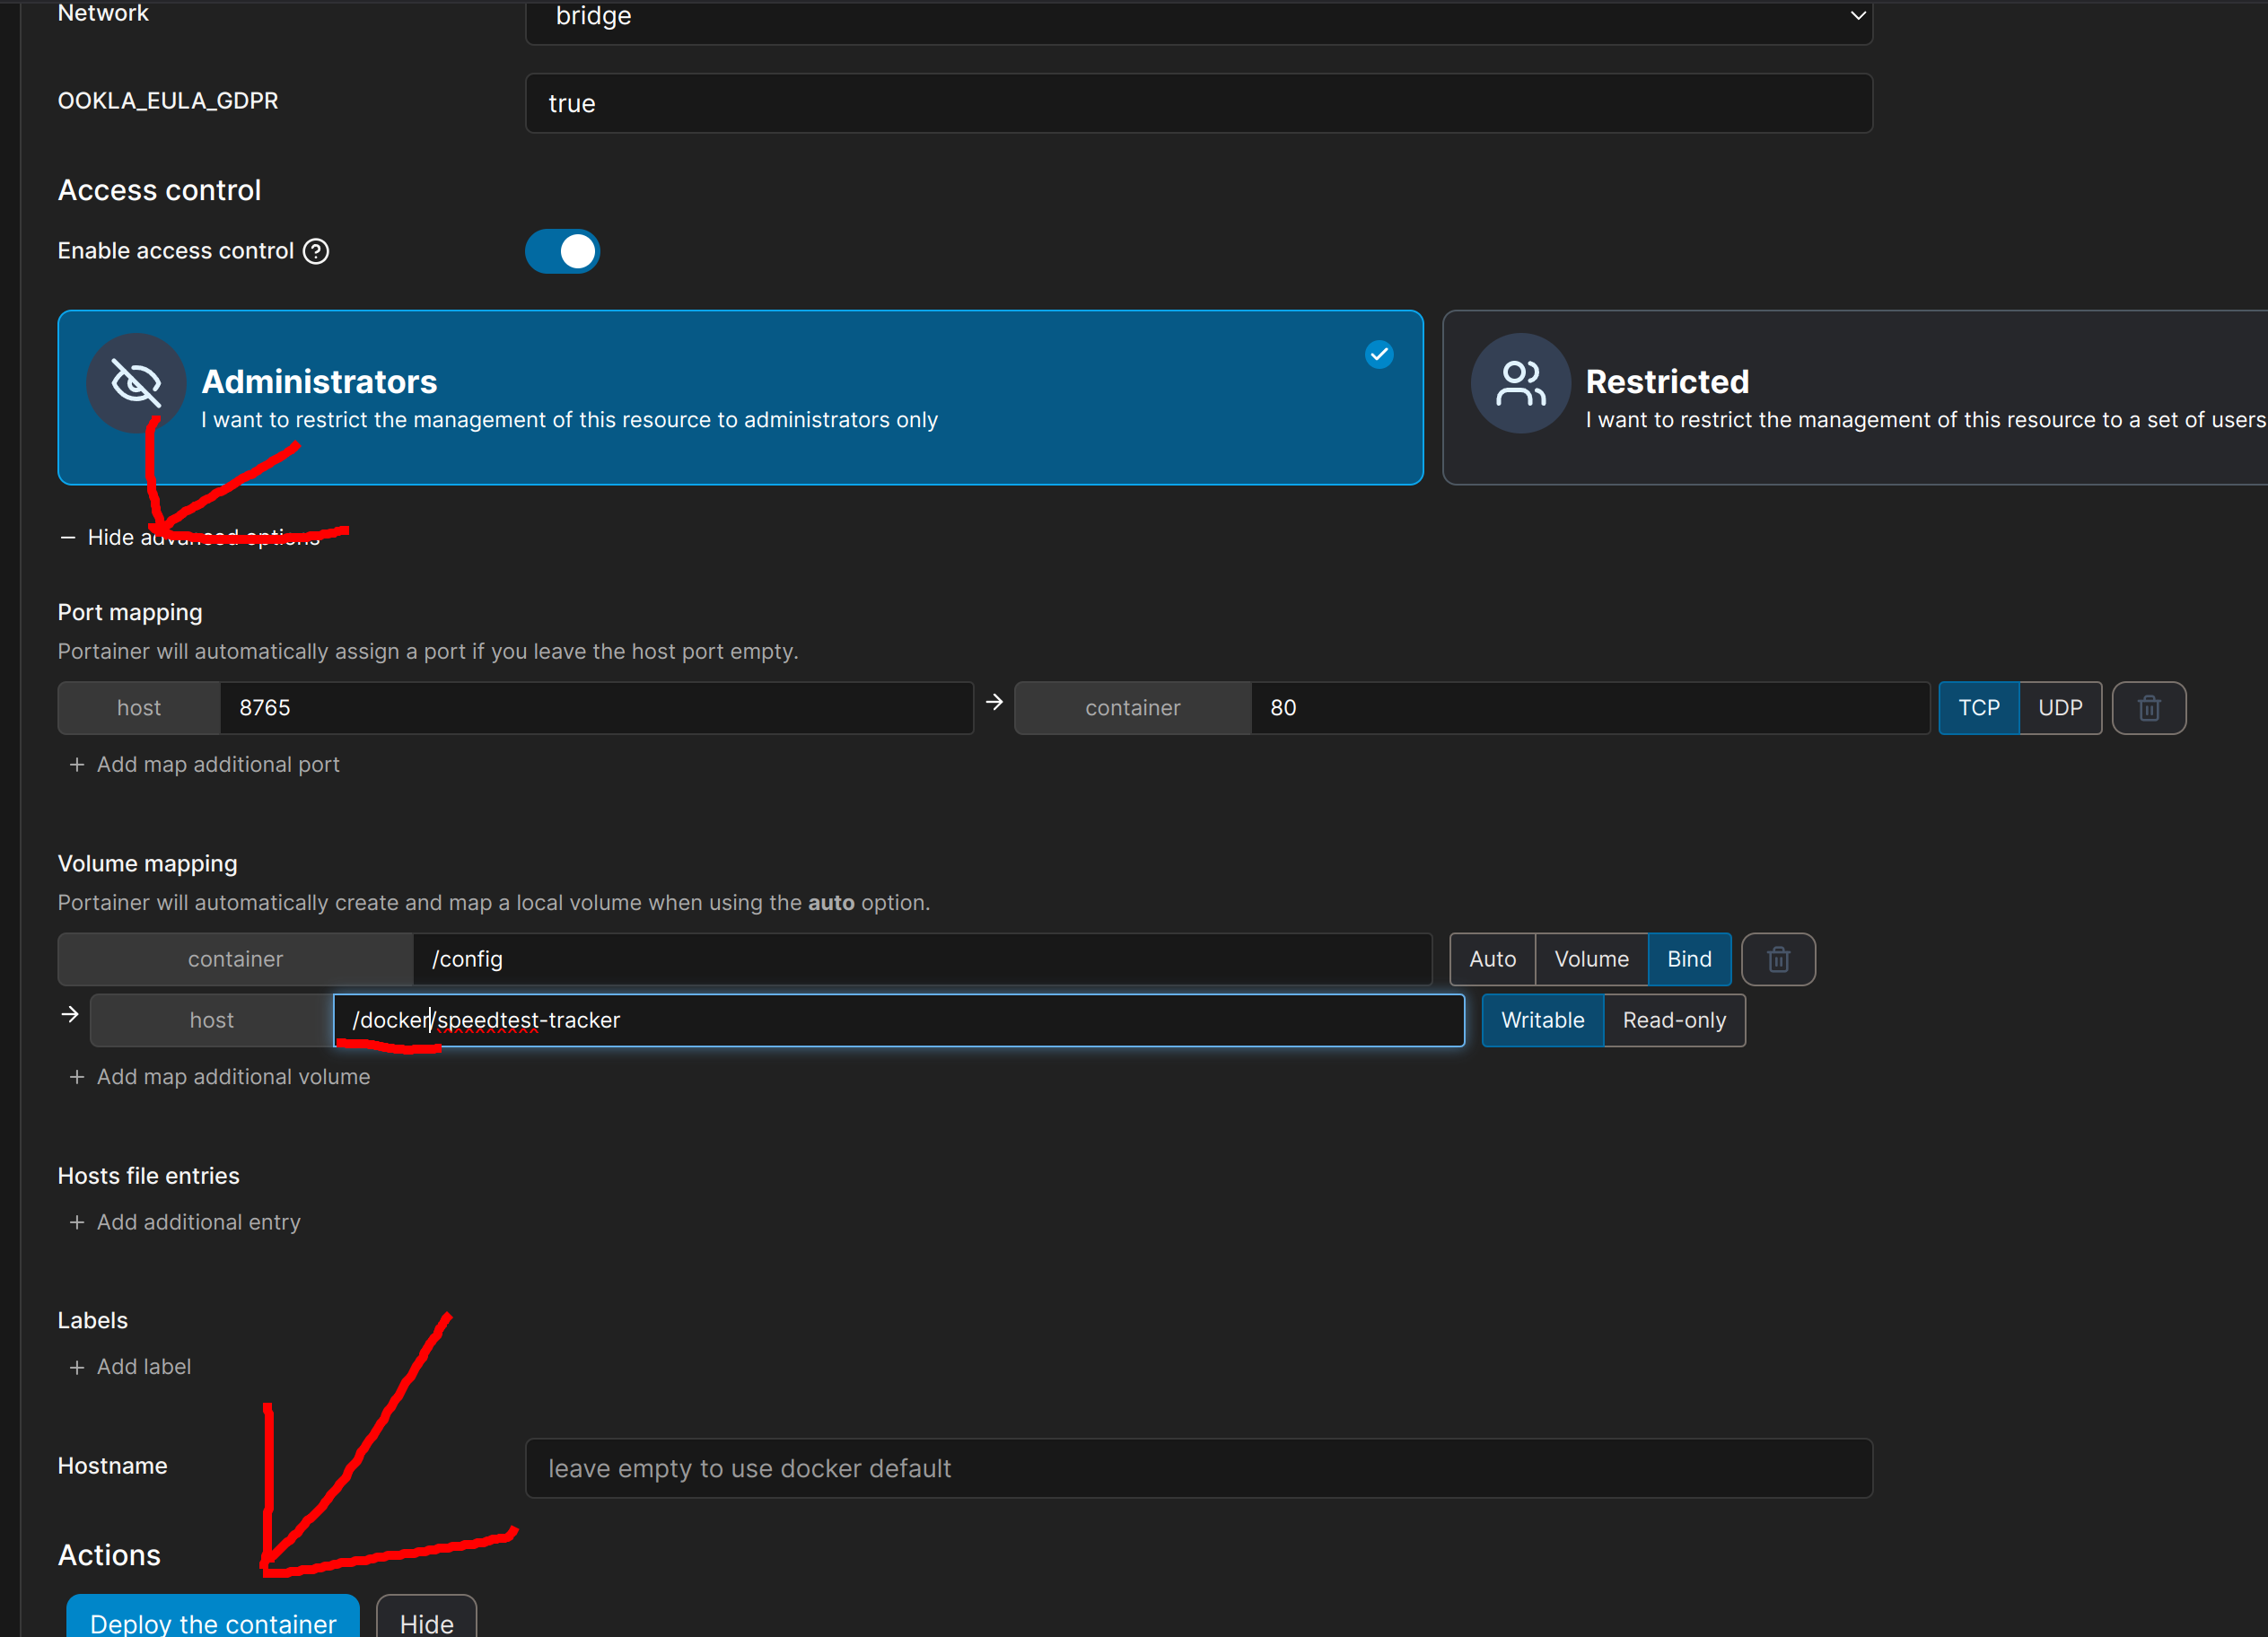 Network
bridge
OOKLA_EULA_GDPR
true
Access control
Enable access control
Administrators
I want to restrict the management of this resource to administrators only
Restricted
I want to restrict the management of this resource to a set of users
Hide advanced options
Port mapping
Portainer will automatically assign a port if you leave the host port empty.
host 8765 → container 80 TCP UDP
+ Add map additional port
Volume mapping
Portainer will automatically create and map a local volume when using the auto option.
container /config Auto Volume Bind
→ host /docker/speedtest-tracker Writable Read-only
+ Add map additional volume
Hosts file entries
+ Add additional entry
Labels
+ Add label
Hostname
leave empty to use docker default
Actions
Deploy the container Hide